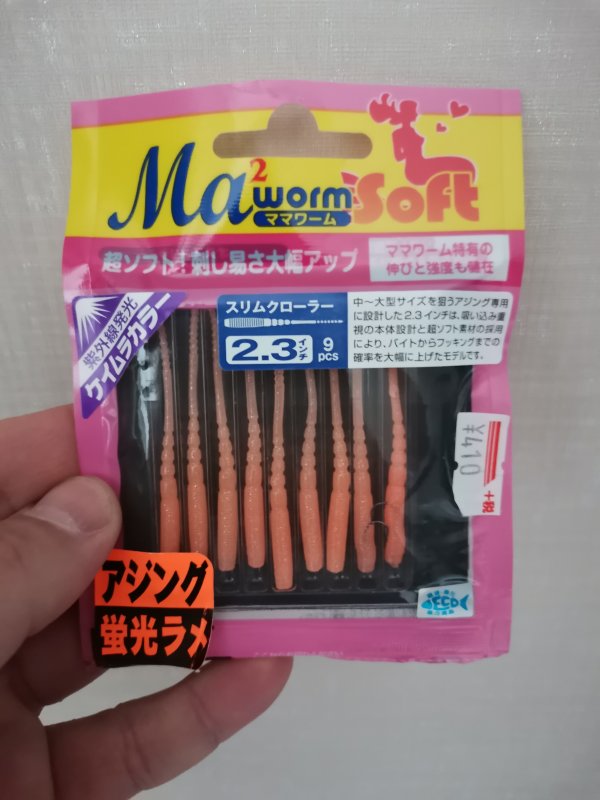 Ma2 worm Soft
ママワーム
超ソフト!刺し易さ大幅アップ
ママワーム特有の
伸びと強度も健在
紫外線発光
ケイムラカラー
スリムクローラー
2.3インチ 9pcs
中～大型サイズを狙うアジング専用
に設計した2.3インチは、吸い込み重
視の本体設計と超ソフト素材の採用
により、バイトからフッキングまでの
確率を大幅に上げたモデルです。
¥410
+税
アジング
蛍光ラメ
ECO